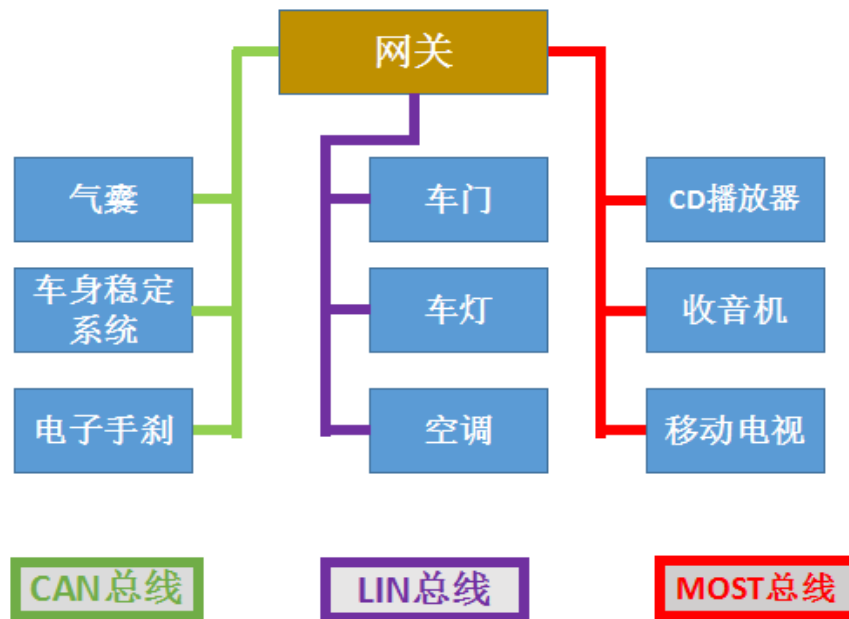 网关
气囊
车门
CD播放器
车身稳定
系统
车灯
收音机
电子手刹
空调
移动电视
CAN总线
LIN总线
MOST总线